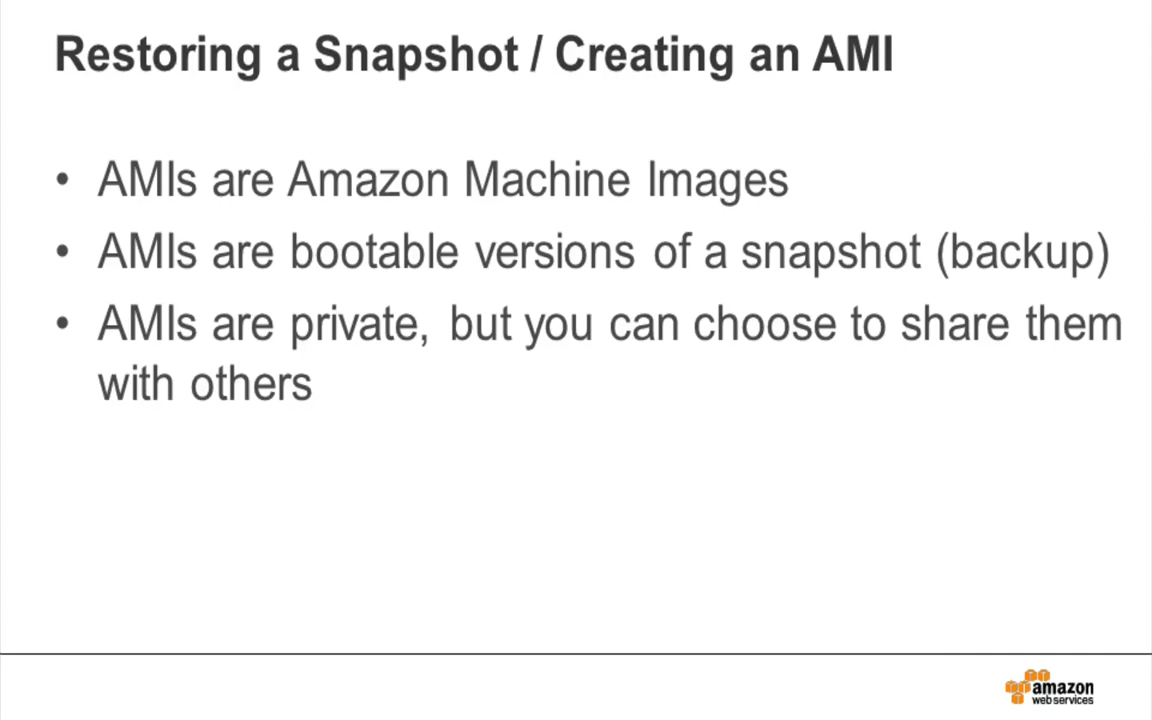 Restoring a Snapshot / Creating an AMI
• AMIs are Amazon Machine Images
• AMIs are bootable versions of a snapshot (backup)
• AMIs are private, but you can choose to share them
with others
amazon
web services